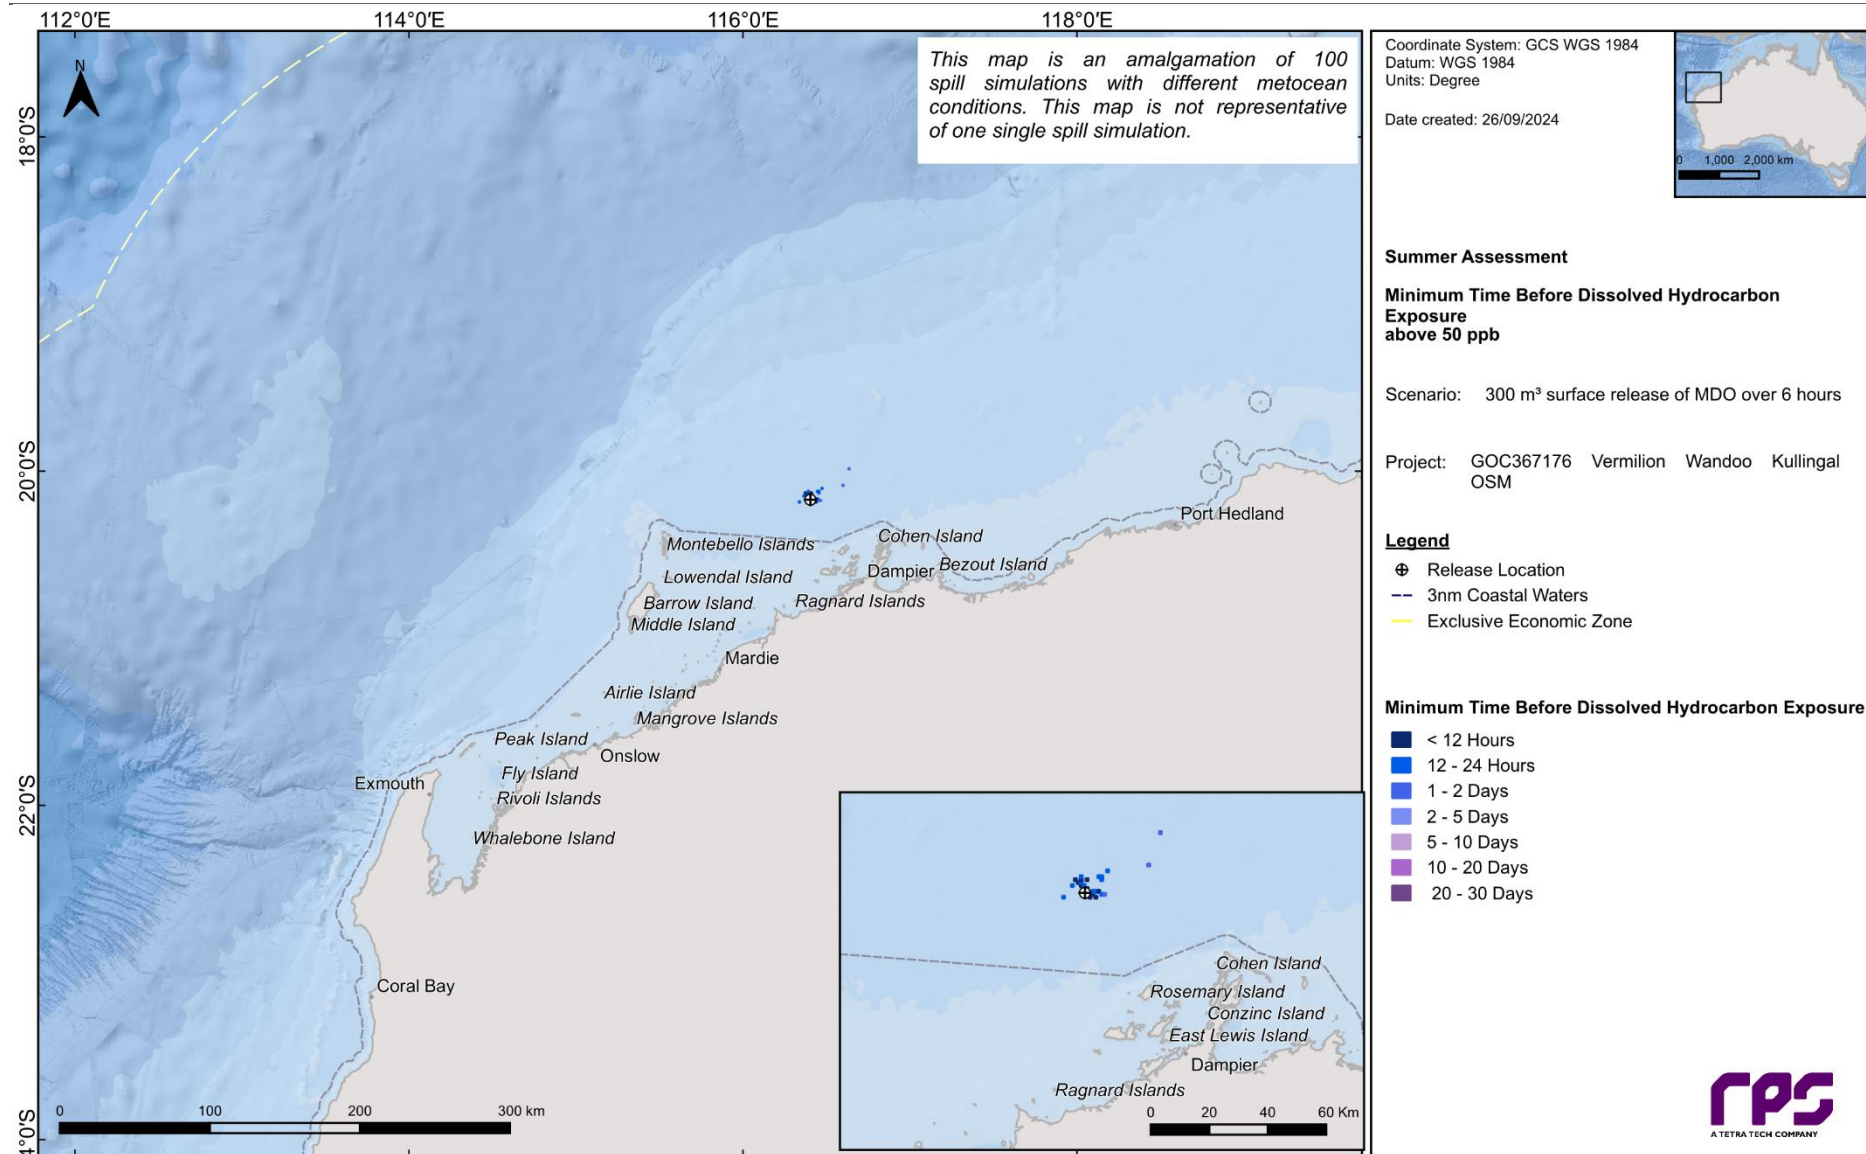 112°0'E
114°0'E
116°0'E
118°0'E
18°0'S
20°0'S
22°0'S
4°0'S
N
This map is an amalgamation of 100
spill simulations with different metocean
conditions. This map is not representative
of one single spill simulation.
Montebello Islands
Lowendal Island
Barrow Island
Middle Island
Cohen Island
Dampier
Bezout Island
Ragnard Islands
Port Hedland
Mardie
Airlie Island
Mangrove Islands
Peak Island
Onslow
Exmouth
Fly Island
Rivoli Islands
Whalebone Island
Coral Bay
0 100 200 300 km
Cohen Island
Rosemary Island
Conzinc Island
East Lewis Island
Dampier
Ragnard Islands
0 20 40 60 Km
Coordinate System: GCS WGS 1984
Datum: WGS 1984
Units: Degree
Date created: 26/09/2024
0 1,000 2,000 km
Summer Assessment
Minimum Time Before Dissolved Hydrocarbon
Exposure
above 50 ppb
Scenario: 300 m³ surface release of MDO over 6 hours
Project: GOC367176 Vermilion Wandoo Kullingal
OSM
Legend
Release Location
3nm Coastal Waters
Exclusive Economic Zone
Minimum Time Before Dissolved Hydrocarbon Exposure
< 12 Hours
12 - 24 Hours
1 - 2 Days
2 - 5 Days
5 - 10 Days
10 - 20 Days
20 - 30 Days
rps
A TETRA TECH COMPANY